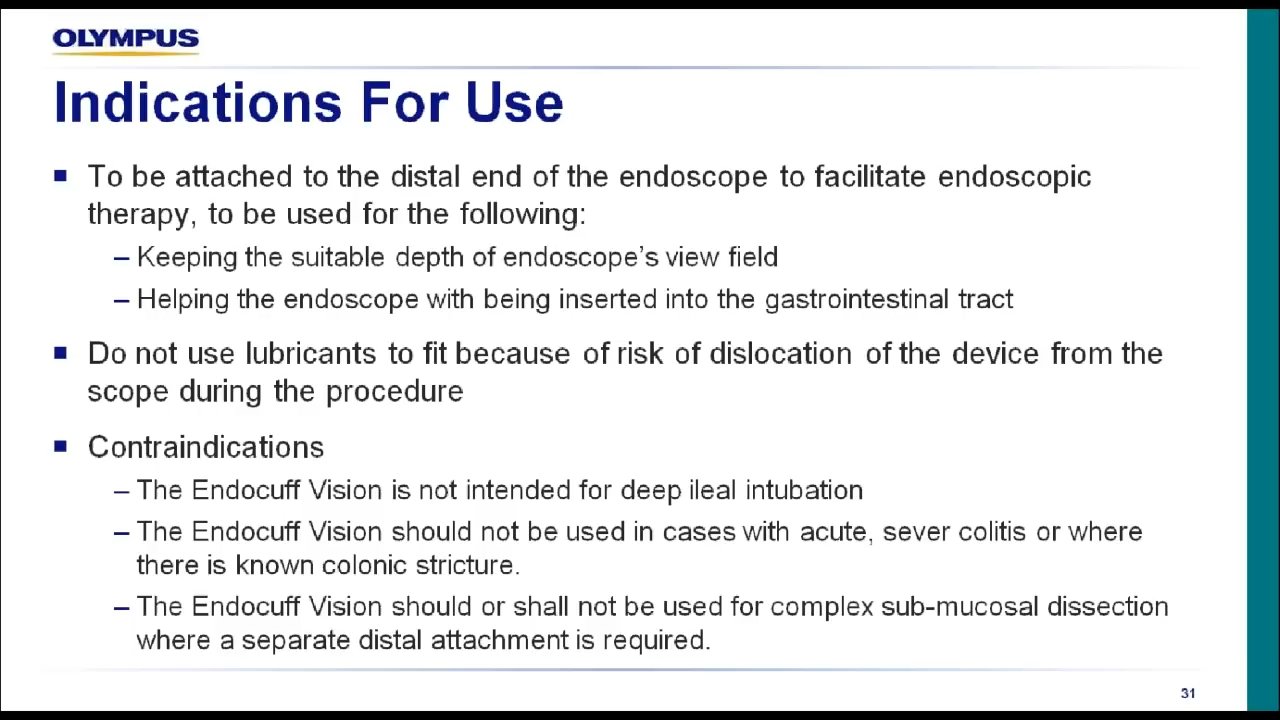 OLYMPUS
Indications For Use
■ To be attached to the distal end of the endoscope to facilitate endoscopic
therapy, to be used for the following:
– Keeping the suitable depth of endoscope’s view field
– Helping the endoscope with being inserted into the gastrointestinal tract
■ Do not use lubricants to fit because of risk of dislocation of the device from the
scope during the procedure
■ Contraindications
– The Endocuff Vision is not intended for deep ileal intubation
– The Endocuff Vision should not be used in cases with acute, sever colitis or where
there is known colonic stricture.
– The Endocuff Vision should or shall not be used for complex sub-mucosal dissection
where a separate distal attachment is required.
31